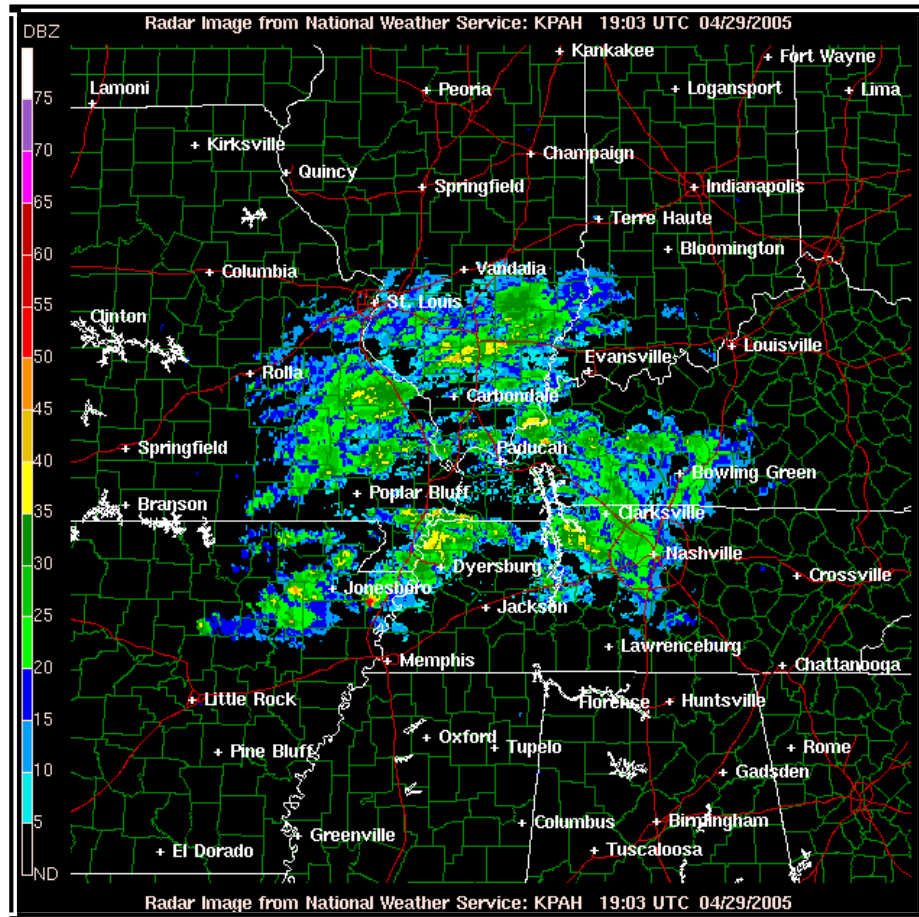 Radar Image from National Weather Service: KPAH 19:03 UTC 04/29/2005
DBZ
Kankakee
Fort Wayne
75
Lamoni
Peoria
Logansport
Lima
70
Kirksville
Champaign
65
Quincy
Springfield
Indianapolis
60
Terre Haute
Bloomington
55
Columbia
Vandalia
St. Louis
Clinton
50
Louisville
Evansville
Rolla
45
Carbondale
40
Springfield
Paducah
Bowling Green
35
Poplar Bluff
Branson
Clarksville
30
Nashville
Dyersburg
Crossville
25
Jonesboro
Jackson
20
Lawrenceburg
Memphis
Chattanooga
15
Little Rock
Florence
Huntsville
Oxford
Tupelo
Rome
10
Pine Bluff
Gadsden
5
Columbus
Birmingham
Greenville
El Dorado
Tuscaloosa
ND
Radar Image from National Weather Service: KPAH 19:03 UTC 04/29/2005